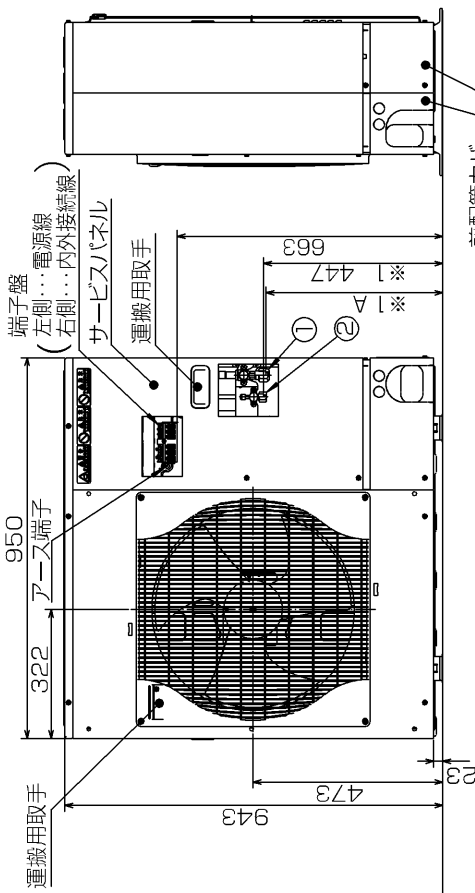 端子盤
左側･･･電源線
右側･･･内外接続線
サービスパネル
運搬用取手
663
※1 447
※1 A
①
②
950
322
アース端子
運搬用取手
943
473
23